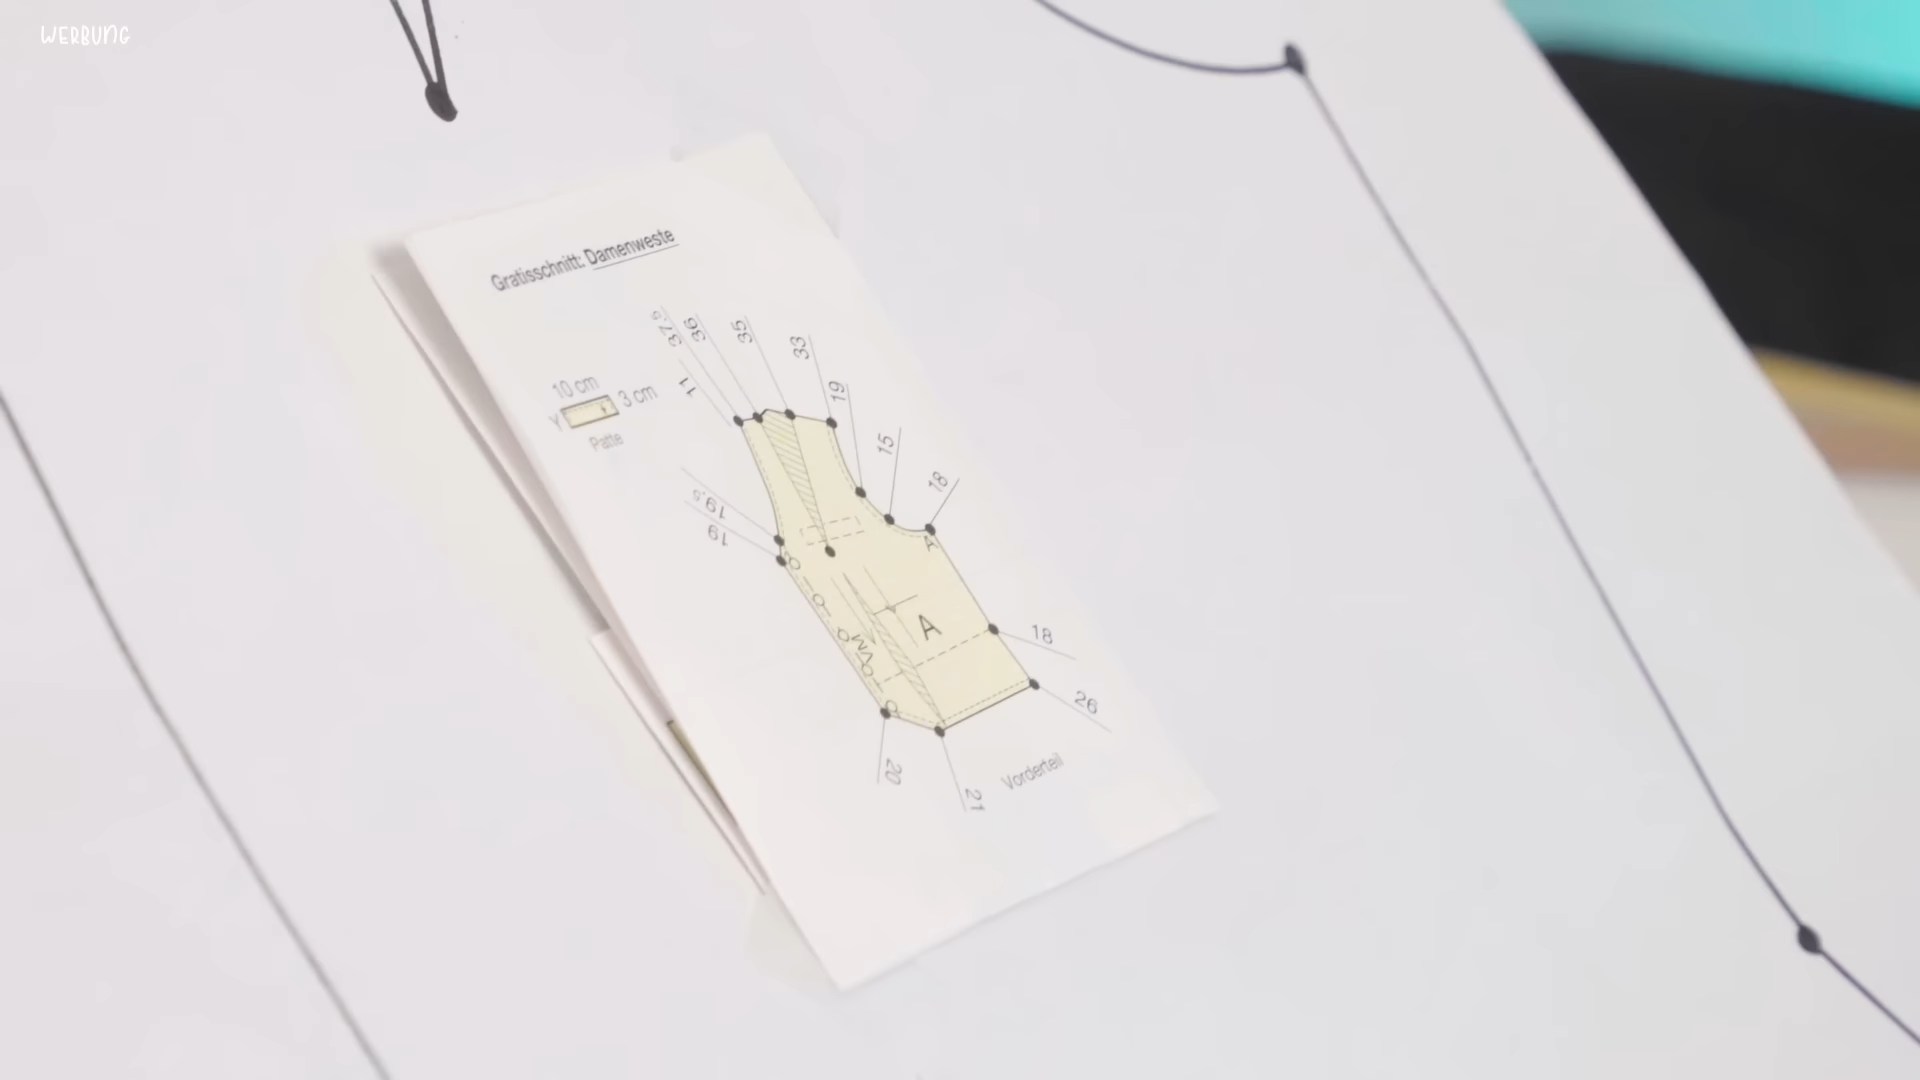 WERBUNG
Gratisschnitt: Damenweste
37,5
36
35
33
11
19
10 cm
3 cm
Y
Patte
15
18
19,5
19
A
A
VM
18
26
20
21
Vorderteil